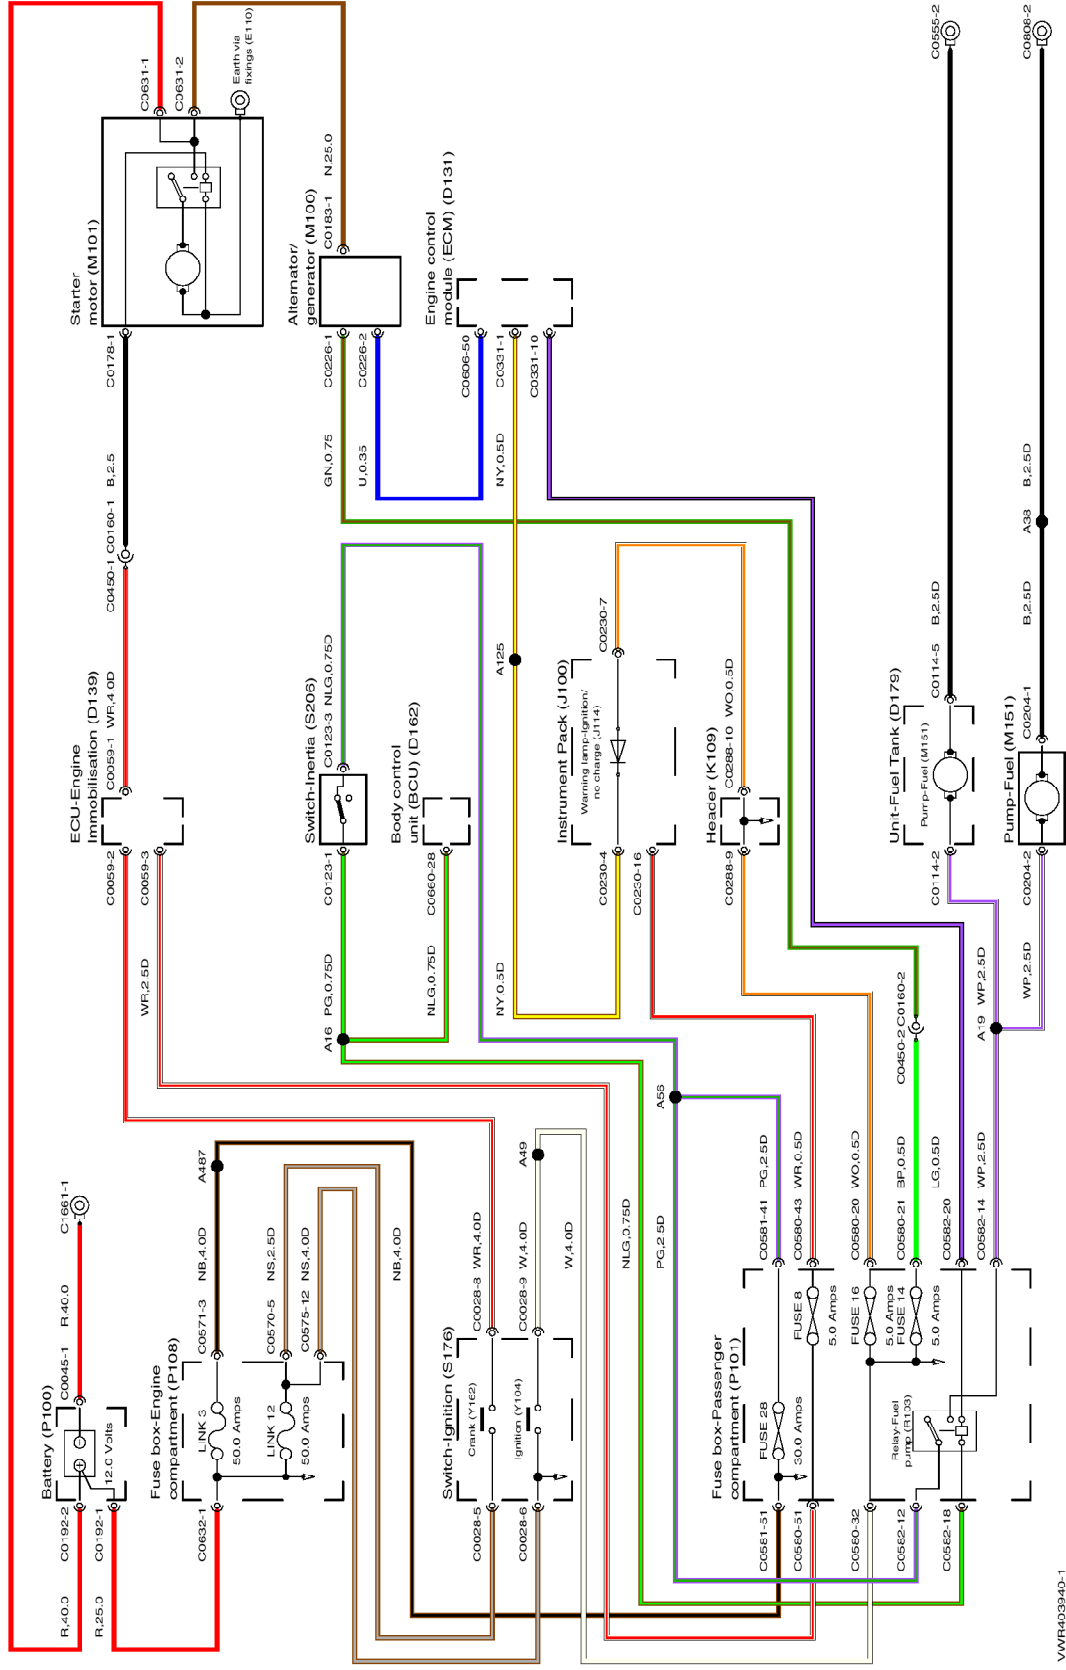 C0631-1
C0631-2
Earth via
fixings (E110)
Starter
motor (M101)
C0178-1
B,2.5
C0160-1
C0450-1
WR,4.0D
C0059-1
ECU-Engine
Immobilisation (D139)
C0059-2
C0059-3
WR,2.5D
N,25.0
C0183-1
Alternator/
generator (M100)
C0226-1
C0226-2
GN,0.75
U,0.35
Engine control
module (ECM) (D131)
C0606-50
C0331-1
C0331-10
NY,0.5D
NLG,0.75D
C0123-3
Switch-Inertia (S205)
C0123-1
PG,0.75D
A16
Body control
unit (BCU) (D162)
C0660-28
NLG,0.75D
A125
NY,0.5D
C0230-7
Instrument Pack (J100)
Warning lamp-Ignition/
no charge (J114)
C0230-4
C0230-16
WO,0.5D
C0288-10
Header (K109)
C0288-9
C0555-2
C0806-2
B,2.5D
A38
B,2.5D
B,2.5D
C0114-5
Unit-Fuel Tank (D179)
Pump-Fuel (M151)
C0114-2
C0204-1
Pump-Fuel (M151)
C0204-2
WP,2.5D
A19
WP,2.5D
C0160-2
C0450-2
C1661-1
R,40.0
C0045-1
Battery (P100)
12.0 Volts
C0192-2
C0192-1
R,40.0
R,25.0
A487
NB,4.0D
NS,2.5D
NS,4.0D
NB,4.0D
C0571-3
C0570-5
C0575-12
Fuse box-Engine
compartment (P108)
LINK 3
50.0 Amps
LINK 12
50.0 Amps
C0632-1
A49
WR,4.0D
W,4.0D
W,4.0D
C0028-8
C0028-9
Switch-Ignition (S176)
Crank (Y162)
Ignition (Y104)
C0028-5
C0028-6
NLG,0.75D
PG,2.5D
A58
PG,2.5D
WR,0.5D
WO,0.5D
BP,0.5D
LG,0.5D
WP,2.5D
C0581-41
C0580-43
C0580-20
C0580-21
C0582-20
C0582-14
Fuse box-Passenger
compartment (P101)
FUSE 28
30.0 Amps
FUSE 8
5.0 Amps
FUSE 16
5.0 Amps
FUSE 14
5.0 Amps
Relay-Fuel
pump (R103)
C0581-51
C0580-51
C0580-32
C0582-12
C0582-18
VWR403940-1